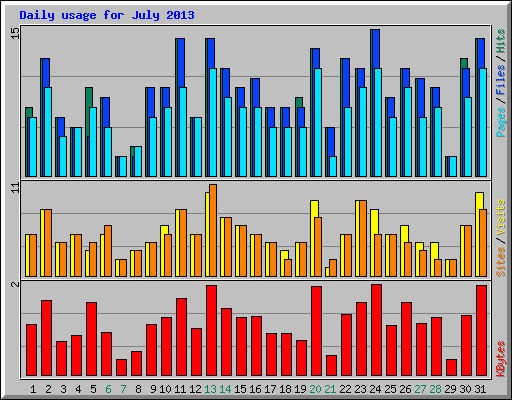 Daily usage for July 2013
15
Pages / Files / Hits
11
Sites / Visits
2
KBytes
1 2 3 4 5 6 7 8 9 10 11 12 13 14 15 16 17 18 19 20 21 22 23 24 25 26 27 28 29 30 31